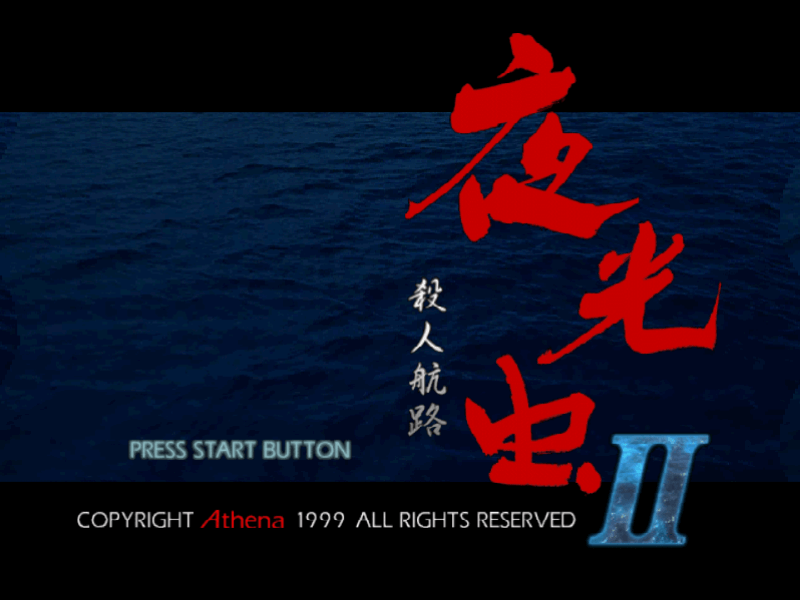 夜光虫
II
殺人航路
PRESS START BUTTON
COPYRIGHT Athena 1999 ALL RIGHTS RESERVED